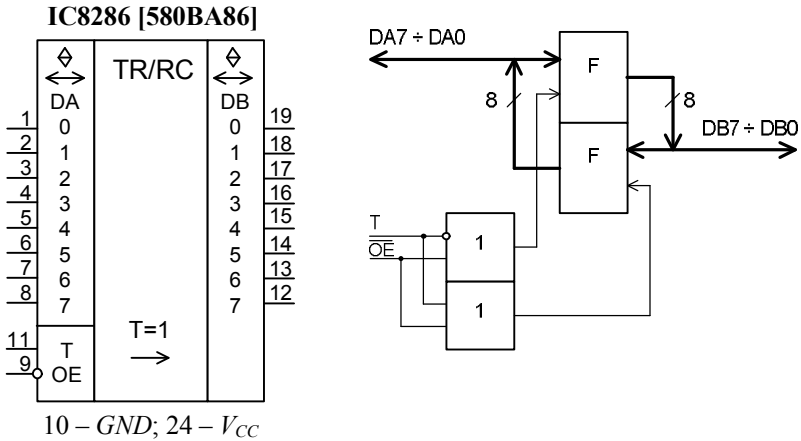 IC8286 [580BA86]
DA TR/RC DB
1 0 0 19
2 1 1 18
3 2 2 17
4 3 3 16
5 4 4 15
6 5 5 14
7 6 6 13
8 7 7 12
11 T T=1
9 OE
10 – GND; 24 – VCC
DA7 ÷ DA0
F
8
8
F
DB7 ÷ DB0
T
OE
1
1